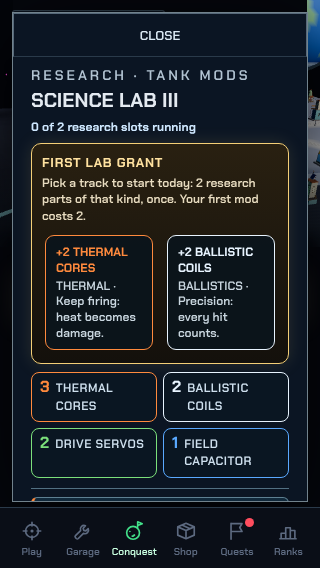 CLOSE
RESEARCH · TANK MODS
SCIENCE LAB III
0 of 2 research slots running
FIRST LAB GRANT
Pick a track to start today: 2 research
parts of that kind, once. Your first mod
costs 2.
+2 THERMAL
CORES
THERMAL ·
Keep firing:
heat becomes
damage.
+2 BALLISTIC
COILS
BALLISTICS ·
Precision:
every hit
counts.
3 THERMAL
CORES
2 BALLISTIC
COILS
2 DRIVE SERVOS
1 FIELD
CAPACITOR
Play
Garage
Conquest
Shop
Quests
Ranks